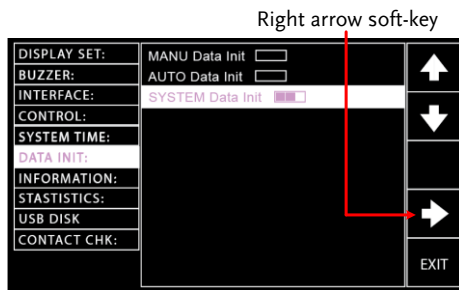 Right arrow soft-key
DISPLAY SET:
BUZZER:
INTERFACE:
CONTROL:
SYSTEM TIME:
DATA INIT:
INFORMATION:
STASTISTICS:
USB DISK
CONTACT CHK:
MANU Data Init
AUTO Data Init
SYSTEM Data Init
EXIT